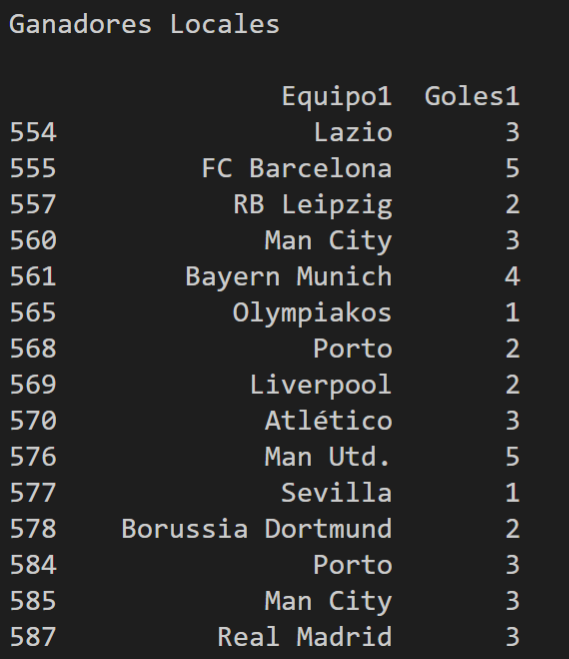 Ganadores Locales
Equipo1 Goles1
554 Lazio 3
555 FC Barcelona 5
557 RB Leipzig 2
560 Man City 3
561 Bayern Munich 4
565 Olympiakos 1
568 Porto 2
569 Liverpool 2
570 Atlético 3
576 Man Utd. 5
577 Sevilla 1
578 Borussia Dortmund 2
584 Porto 3
585 Man City 3
587 Real Madrid 3